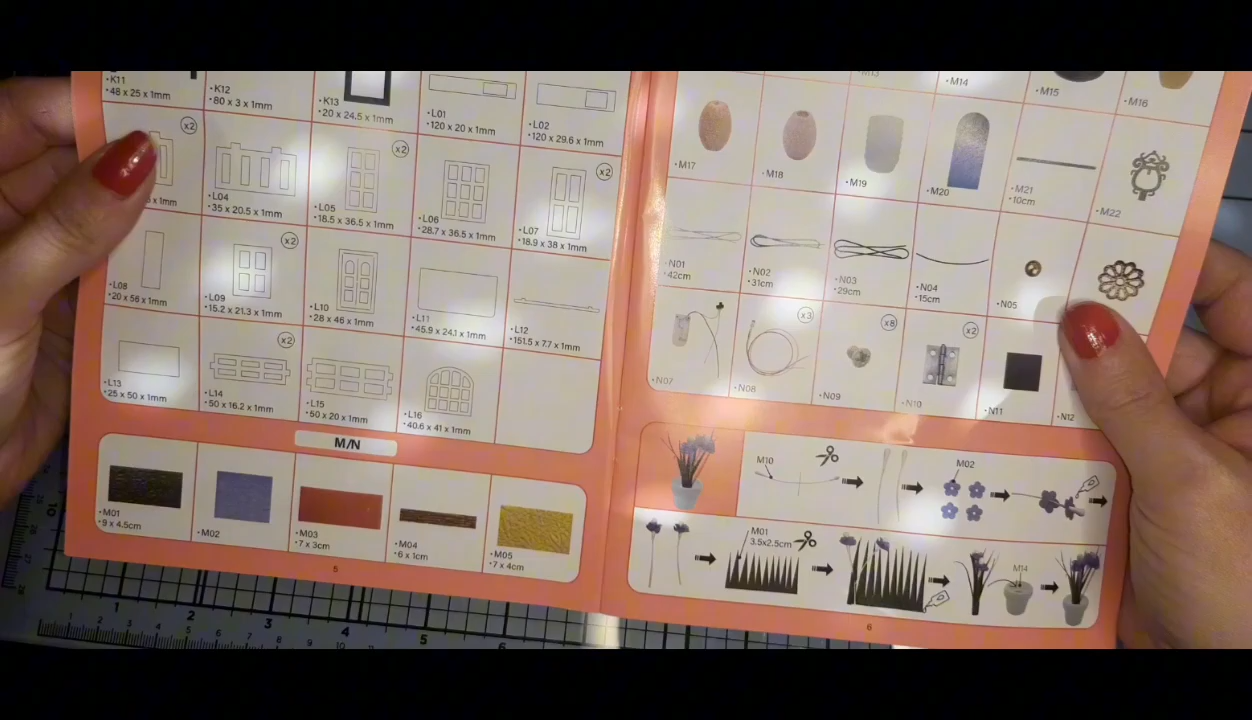 K11
48 x 25 x 1mm
K12
80 x 3 x 1mm
K13
20 x 24.5 x 1mm
L01
120 x 20 x 1mm
L02
120 x 29.6 x 1mm
x2
L04
35 x 20.5 x 1mm
x2
L05
18.5 x 36.5 x 1mm
L06
28.7 x 36.5 x 1mm
x2
L07
18.9 x 38 x 1mm
L08
20 x 56 x 1mm
x2
L09
15.2 x 21.3 x 1mm
L10
28 x 46 x 1mm
L11
45.9 x 24.1 x 1mm
L12
151.5 x 7.7 x 1mm
L13
25 x 50 x 1mm
x2
L14
50 x 16.2 x 1mm
L15
50 x 20 x 1mm
L16
40.6 x 41 x 1mm
M/N
M01
9 x 4.5cm
M02
M03
7 x 3cm
M04
6 x 1cm
M05
7 x 4cm
5
M13
M14
M15
M16
M17
M18
M19
M20
M21
10cm
M22
N01
42cm
N02
31cm
N03
29cm
N04
15cm
N05
N07
x3
N08
x8
N09
x2
N10
N11
N12
M10
M02
M01
3.5x2.5cm
M14
6
1
2
3
4
5
6